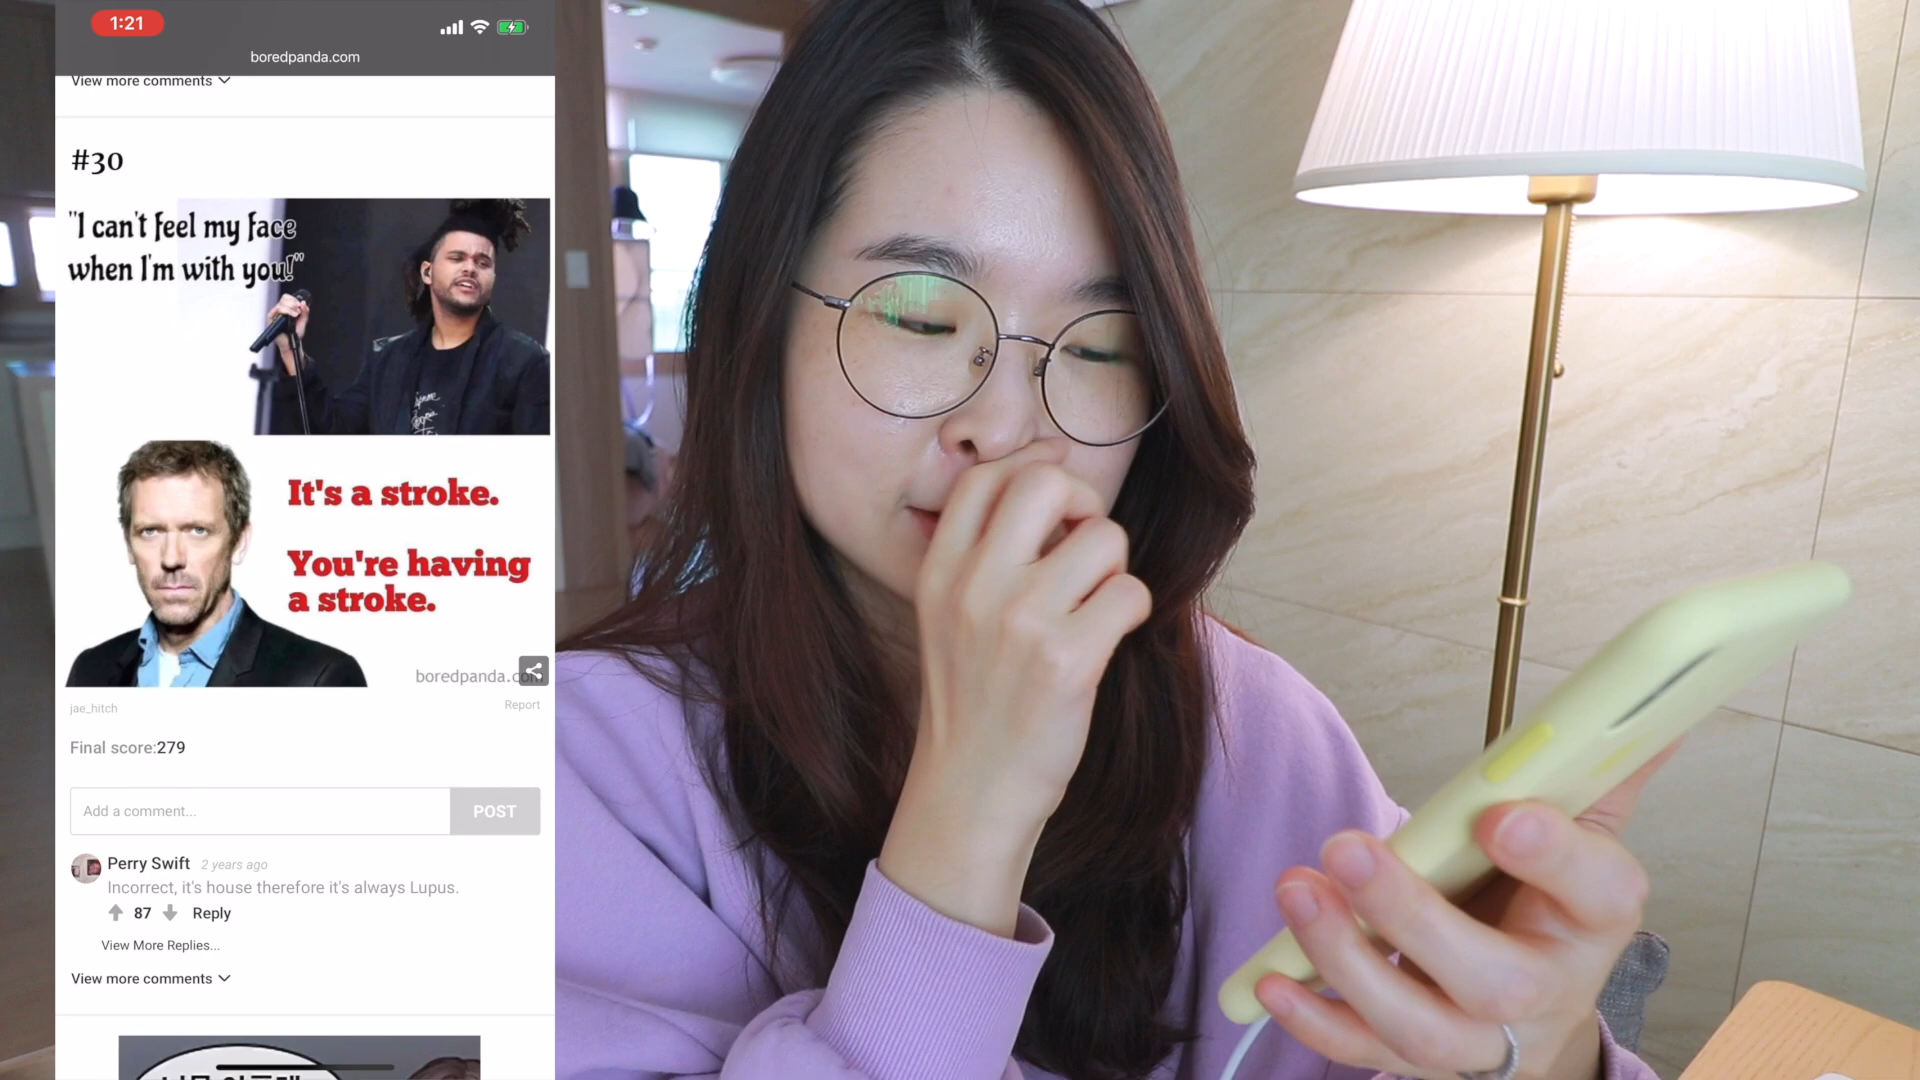 1:21
boredpanda.com
View more comments
#30
"I can't feel my face
when I'm with you!"
It's a stroke.
You're having
a stroke.
boredpanda.com
jae_hitch
Report
Final score:279
Add a comment...
POST
Perry Swift 2 years ago
Incorrect, it's house therefore it's always Lupus.
87 Reply
View More Replies...
View more comments